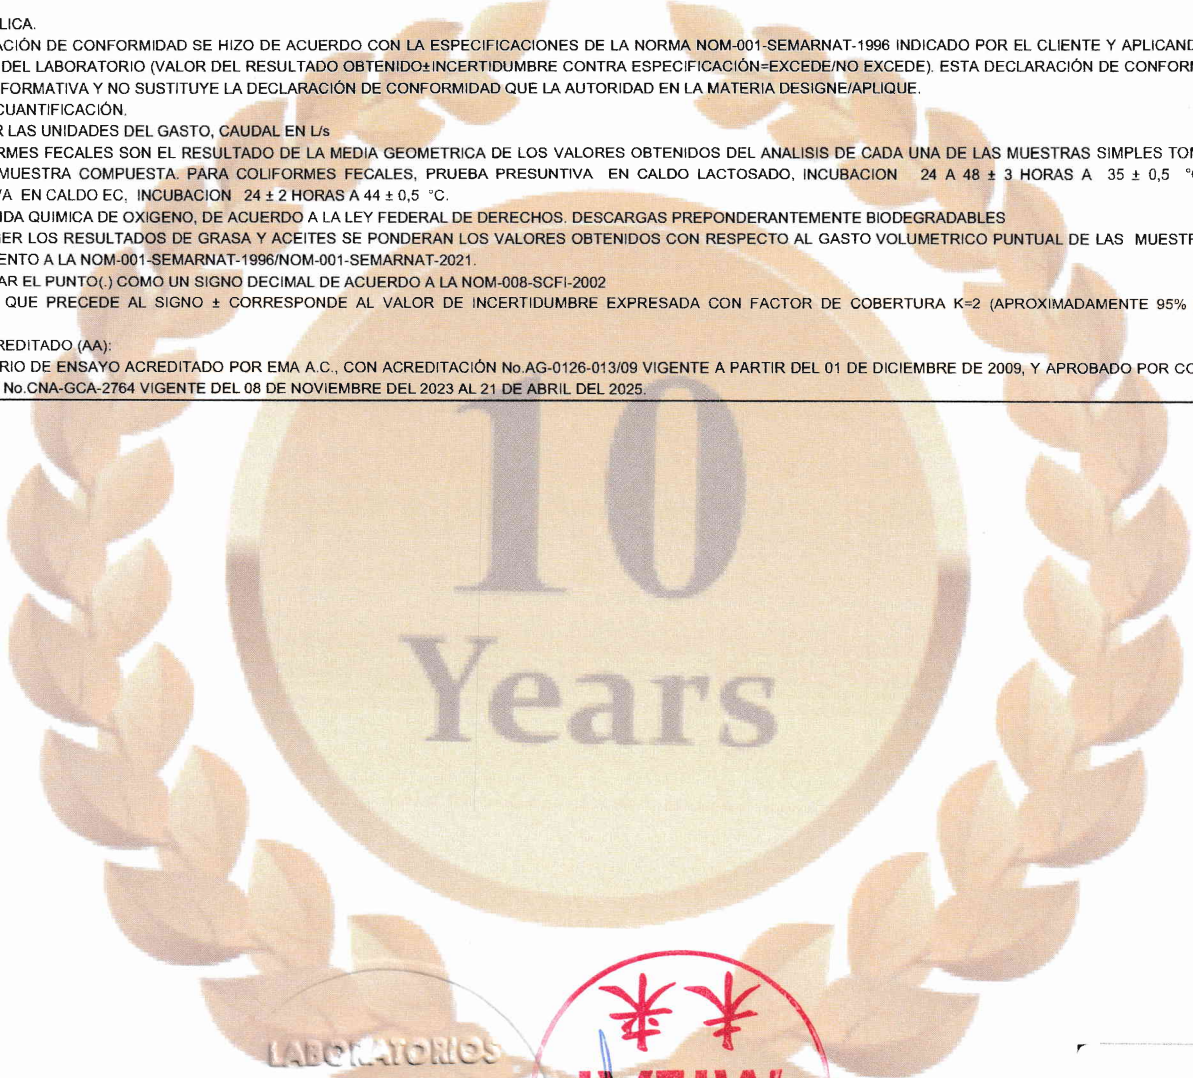 LICA.
ACIÓN DE CONFORMIDAD SE HIZO DE ACUERDO CON LA ESPECIFICACIONES DE LA NORMA NOM-001-SEMARNAT-1996 INDICADO POR EL CLIENTE Y APLICAND
DEL LABORATORIO (VALOR DEL RESULTADO OBTENIDO±INCERTIDUMBRE CONTRA ESPECIFICACIÓN=EXCEDE/NO EXCEDE). ESTA DECLARACIÓN DE CONFORM
FORMATIVA Y NO SUSTITUYE LA DECLARACIÓN DE CONFORMIDAD QUE LA AUTORIDAD EN LA MATERIA DESIGNE/APLIQUE.
CUANTIFICACIÓN.
R LAS UNIDADES DEL GASTO, CAUDAL EN L/s
RMES FECALES SON EL RESULTADO DE LA MEDIA GEOMETRICA DE LOS VALORES OBTENIDOS DEL ANALISIS DE CADA UNA DE LAS MUESTRAS SIMPLES TOM
MUESTRA COMPUESTA. PARA COLIFORMES FECALES, PRUEBA PRESUNTIVA EN CALDO LACTOSADO, INCUBACION 24 A 48 ± 3 HORAS A 35 ± 0,5 °
VA EN CALDO EC, INCUBACION 24 ± 2 HORAS A 44 ± 0,5 °C.
NDA QUIMICA DE OXIGENO, DE ACUERDO A LA LEY FEDERAL DE DERECHOS. DESCARGAS PREPONDERANTEMENTE BIODEGRADABLES
NER LOS RESULTADOS DE GRASA Y ACEITES SE PONDERAN LOS VALORES OBTENIDOS CON RESPECTO AL GASTO VOLUMETRICO PUNTUAL DE LAS MUESTR
ENTO A LA NOM-001-SEMARNAT-1996/NOM-001-SEMARNAT-2021.
AR EL PUNTO(.) COMO UN SIGNO DECIMAL DE ACUERDO A LA NOM-008-SCFI-2002
QUE PRECEDE AL SIGNO ± CORRESPONDE AL VALOR DE INCERTIDUMBRE EXPRESADA CON FACTOR DE COBERTURA K=2 (APROXIMADAMENTE 95%
REDITADO (AA):
RIO DE ENSAYO ACREDITADO POR EMA A.C., CON ACREDITACIÓN No.AG-0126-013/09 VIGENTE A PARTIR DEL 01 DE DICIEMBRE DE 2009, Y APROBADO POR CO
No.CNA-GCA-2764 VIGENTE DEL 08 DE NOVIEMBRE DEL 2023 AL 21 DE ABRIL DEL 2025.
10
Years
LABORATORIOS